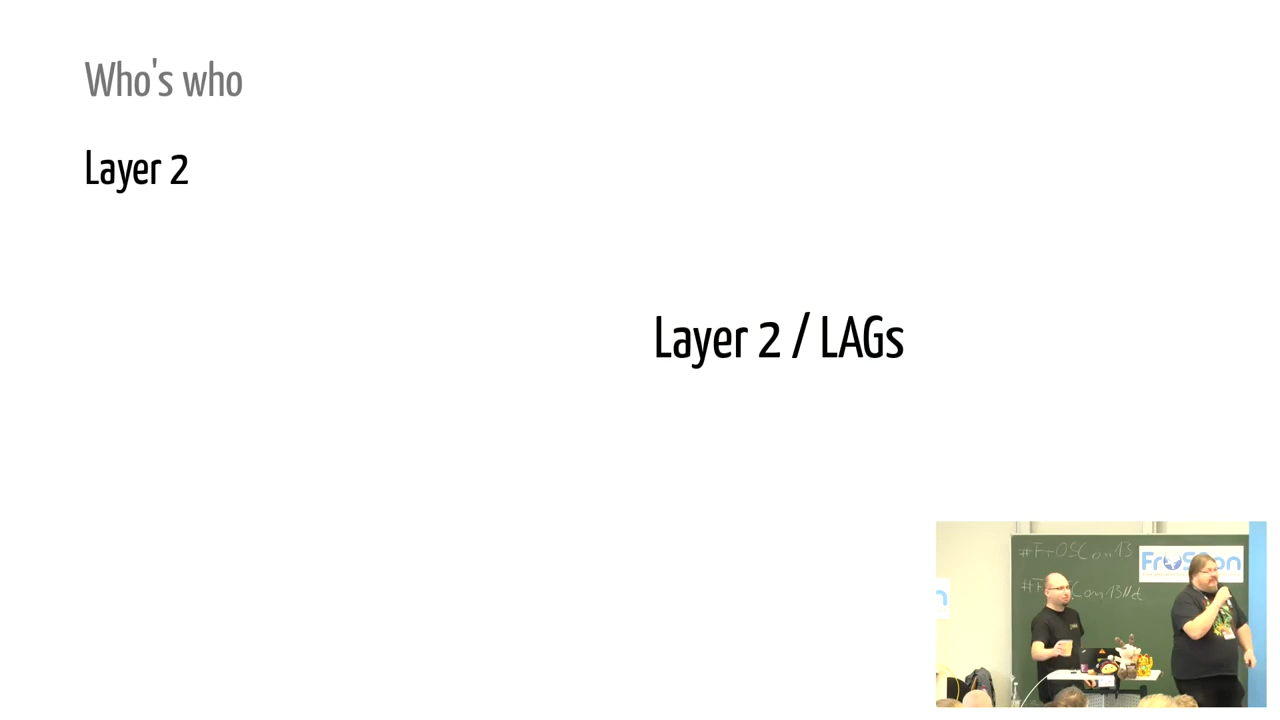 Who's who
Layer 2
Layer 2 / LAGs
#FrOSCon13
FrOSCon
n